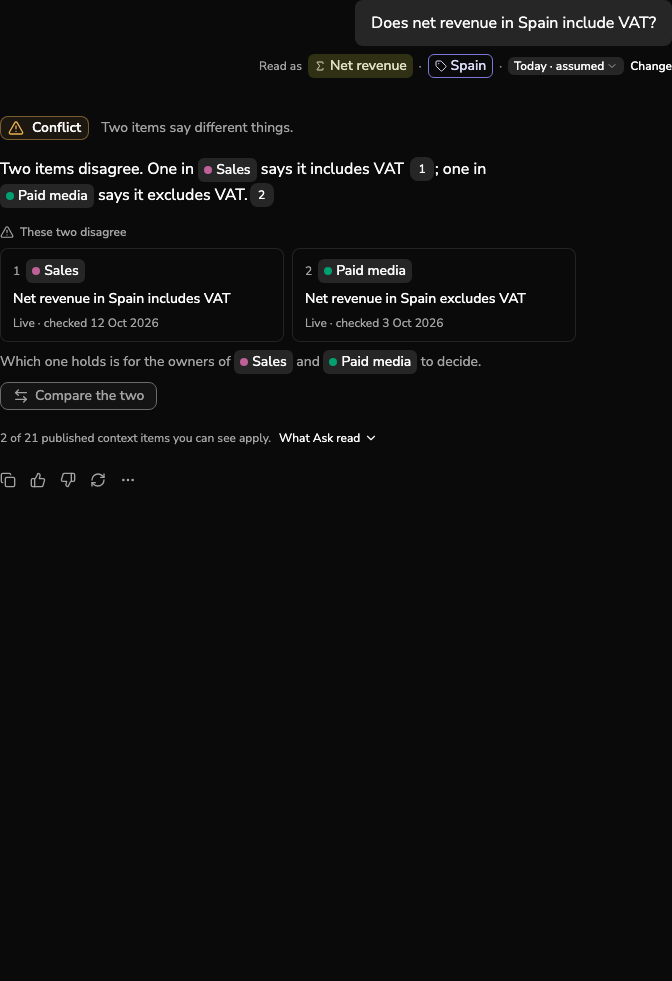 Does net revenue in Spain include VAT?
Read as Σ Net revenue · Spain · Today · assumed Change
Conflict Two items say different things.
Two items disagree. One in Sales says it includes VAT 1 ; one in
Paid media says it excludes VAT. 2
These two disagree
1 Sales
Net revenue in Spain includes VAT
Live · checked 12 Oct 2026
2 Paid media
Net revenue in Spain excludes VAT
Live · checked 3 Oct 2026
Which one holds is for the owners of Sales and Paid media to decide.
Compare the two
2 of 21 published context items you can see apply. What Ask read